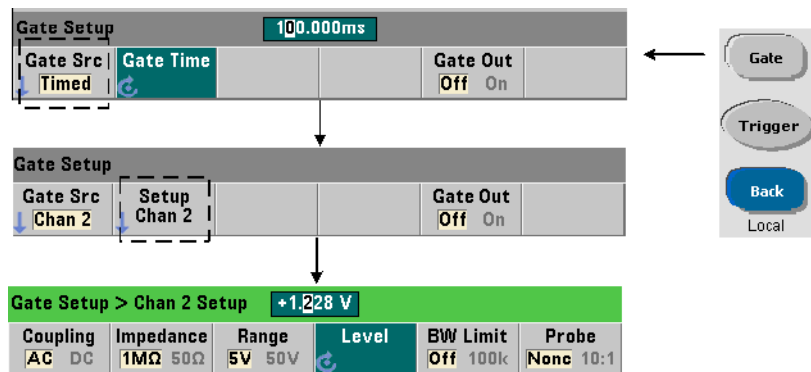 Gate Setup 100.000ms
Gate Src Gate Time Gate Out
Timed Off On
Gate
Trigger
Back
Local
Gate Setup
Gate Src Setup Gate Out
Chan 2 Chan 2 Off On
Gate Setup > Chan 2 Setup +1.228 V
Coupling Impedance Range Level BW Limit Probe
AC DC 1MΩ 50Ω 5V 50V Off 100k None 10:1